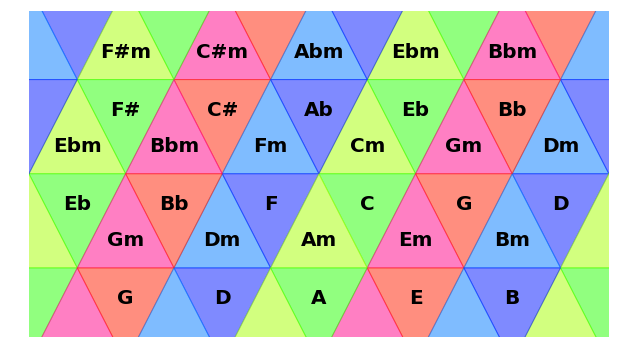 F#m C#m Abm Ebm Bbm
F# C# Ab Eb Bb
Ebm Bbm Fm Cm Gm Dm
Eb Bb F C G D
Gm Dm Am Em Bm
G D A E B